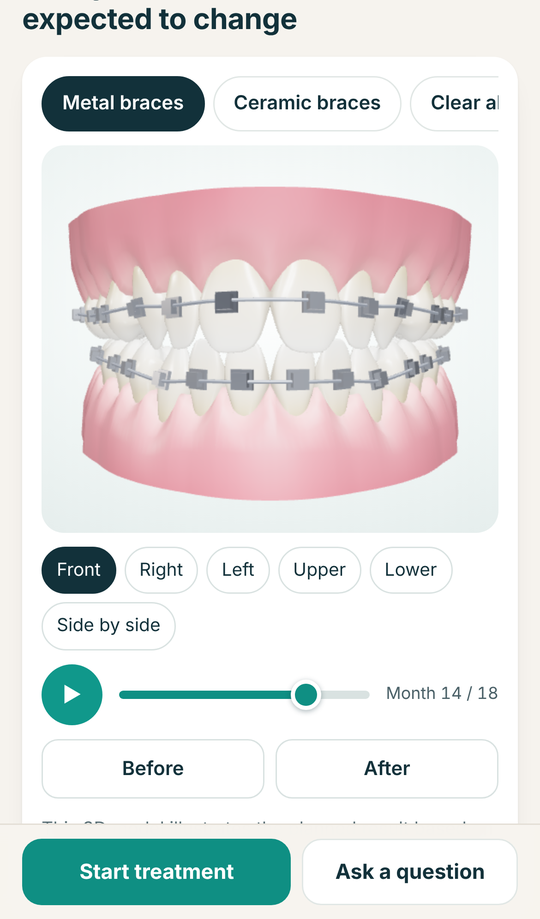 expected to change
Metal braces
Ceramic braces
Clear
Front
Right
Left
Upper
Lower
Side by side
Month 14 / 18
Before
After
Start treatment
Ask a question